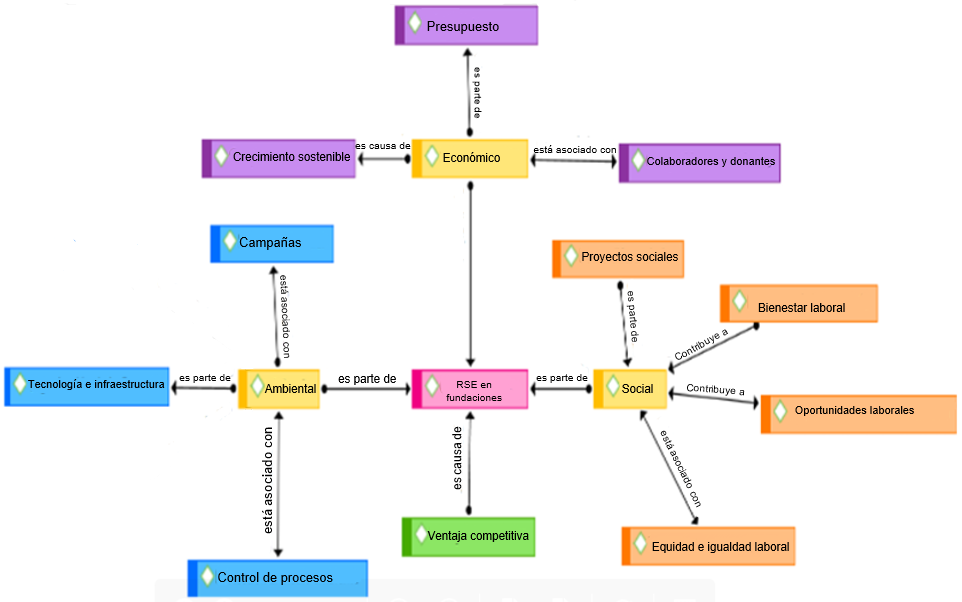 Presupuesto
es parte de
Crecimiento sostenible
es causa de
Económico
está asociado con
Colaboradores y donantes
Campañas
está asociado con
Proyectos sociales
es parte de
Bienestar laboral
Contribuye a
Tecnología e infraestructura
es parte de
Ambiental
es parte de
RSE en
fundaciones
es parte de
Social
Contribuye a
Oportunidades laborales
está asociado con
es causa de
está asociado con
Ventaja competitiva
Equidad e igualdad laboral
Control de procesos